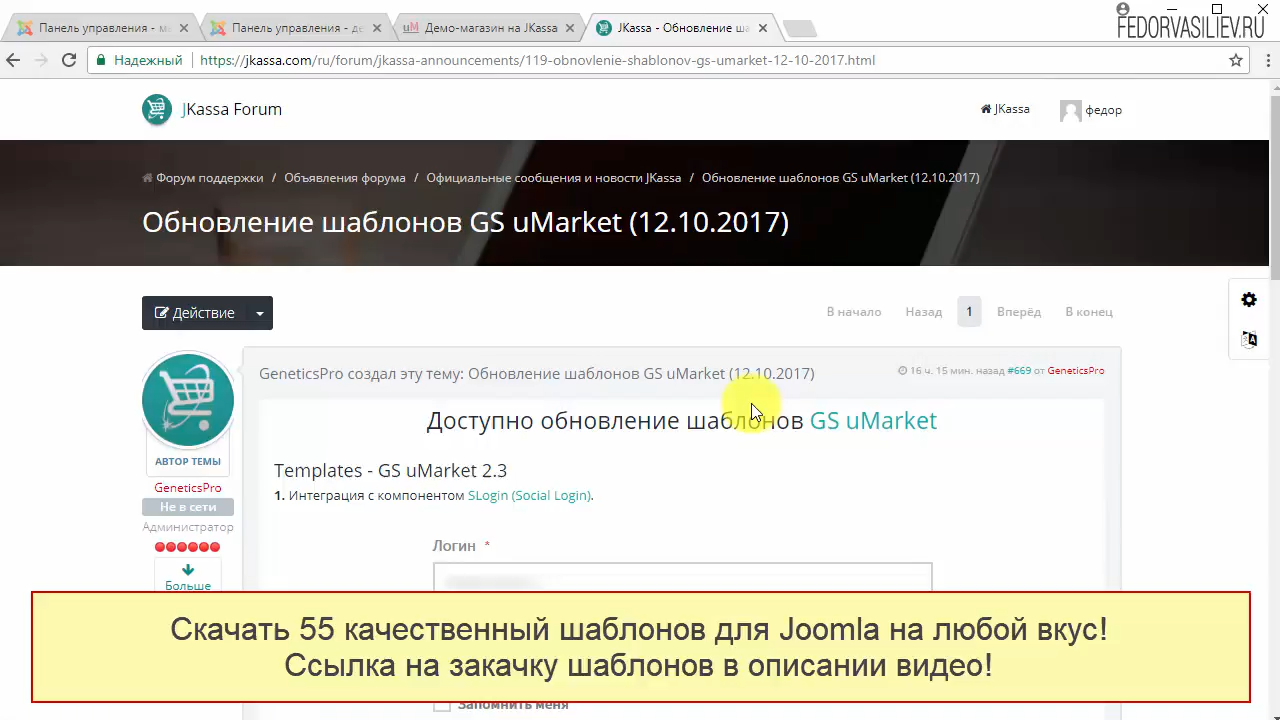 Панель управления - м
Панель управления - де
uM Демо-магазин на JKassa
JKassa - Обновление ша
FEDORVASILIEV.RU
Надежный
https://jkassa.com/ru/forum/jkassa-announcements/119-obnovlenie-shablonov-gs-umarket-12-10-2017.html
JKassa Forum
JKassa
федор
Форум поддержки / Объявления форума / Официальные сообщения и новости JKassa / Обновление шаблонов GS uMarket (12.10.2017)
Обновление шаблонов GS uMarket (12.10.2017)
Действие
В начало Назад 1 Вперёд В конец
GeneticsPro создал эту тему: Обновление шаблонов GS uMarket (12.10.2017)
16 ч. 15 мин. назад #669 от GeneticsPro
Доступно обновление шаблонов GS uMarket
АВТОР ТЕМЫ
GeneticsPro
Не в сети
Администратор
Больше
Templates - GS uMarket 2.3
1. Интеграция с компонентом SLogin (Social Login).
Логин *
Скачать 55 качественный шаблонов для Joomla на любой вкус!
Ссылка на закачку шаблонов в описании видео!
Запомнить меня